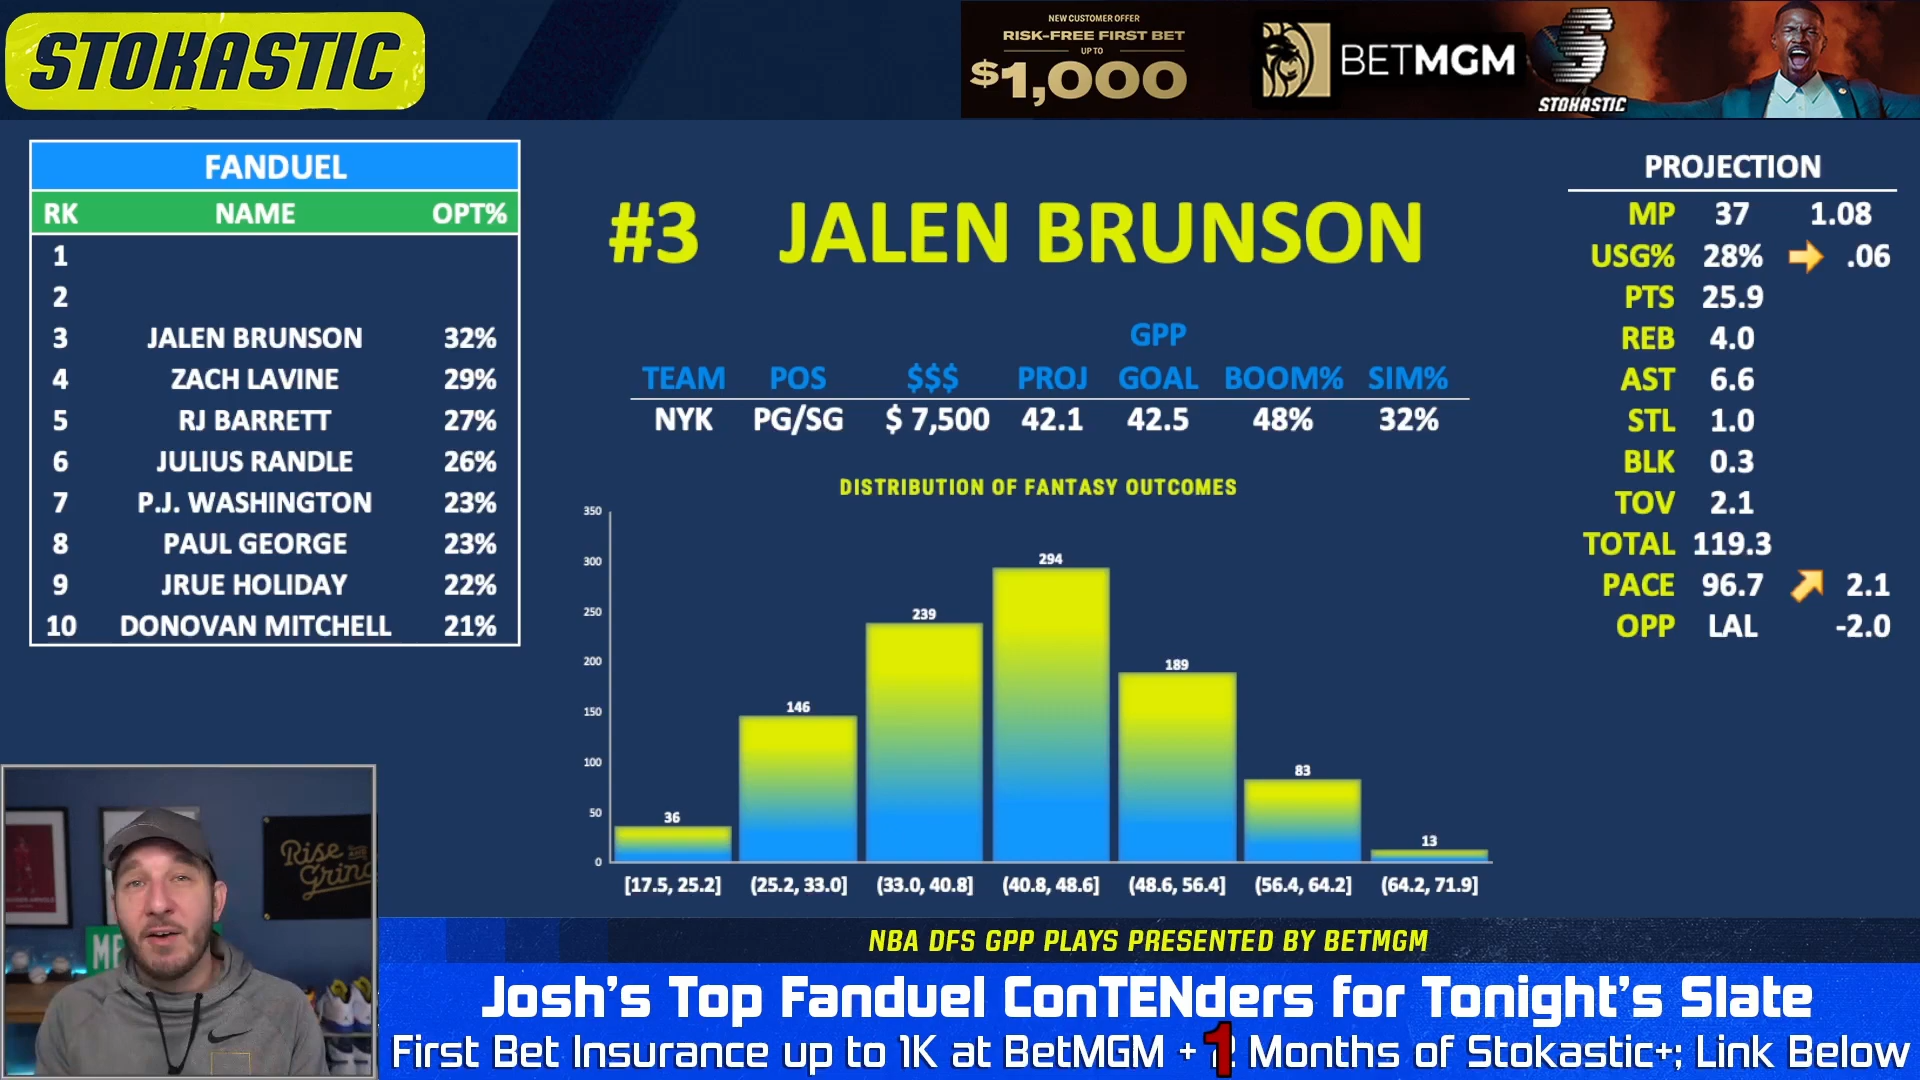 STOKASTIC
NEW CUSTOMER OFFER
RISK-FREE FIRST BET
UP TO
$1,000
BETMGM
STOKASTIC
FANDUEL
RK NAME OPT%
1
2
3 JALEN BRUNSON 32%
4 ZACH LAVINE 29%
5 RJ BARRETT 27%
6 JULIUS RANDLE 26%
7 P.J. WASHINGTON 23%
8 PAUL GEORGE 23%
9 JRUE HOLIDAY 22%
10 DONOVAN MITCHELL 21%
#3 JALEN BRUNSON
GPP
TEAM POS $$$ PROJ GOAL BOOM% SIM%
NYK PG/SG $ 7,500 42.1 42.5 48% 32%
DISTRIBUTION OF FANTASY OUTCOMES
350
300
250
200
150
100
50
0
36
146
239
294
189
83
13
[17.5, 25.2] (25.2, 33.0] (33.0, 40.8] (40.8, 48.6] (48.6, 56.4] (56.4, 64.2] (64.2, 71.9]
PROJECTION
MP 37 1.08
USG% 28% .06
PTS 25.9
REB 4.0
AST 6.6
STL 1.0
BLK 0.3
TOV 2.1
TOTAL 119.3
PACE 96.7 2.1
OPP LAL -2.0
Rise AND
Grind
NBA DFS GPP PLAYS PRESENTED BY BETMGM
Josh's Top Fanduel ConTENders for Tonight's Slate
First Bet Insurance up to 1K at BetMGM + 1 Months of Stokastic+; Link Below